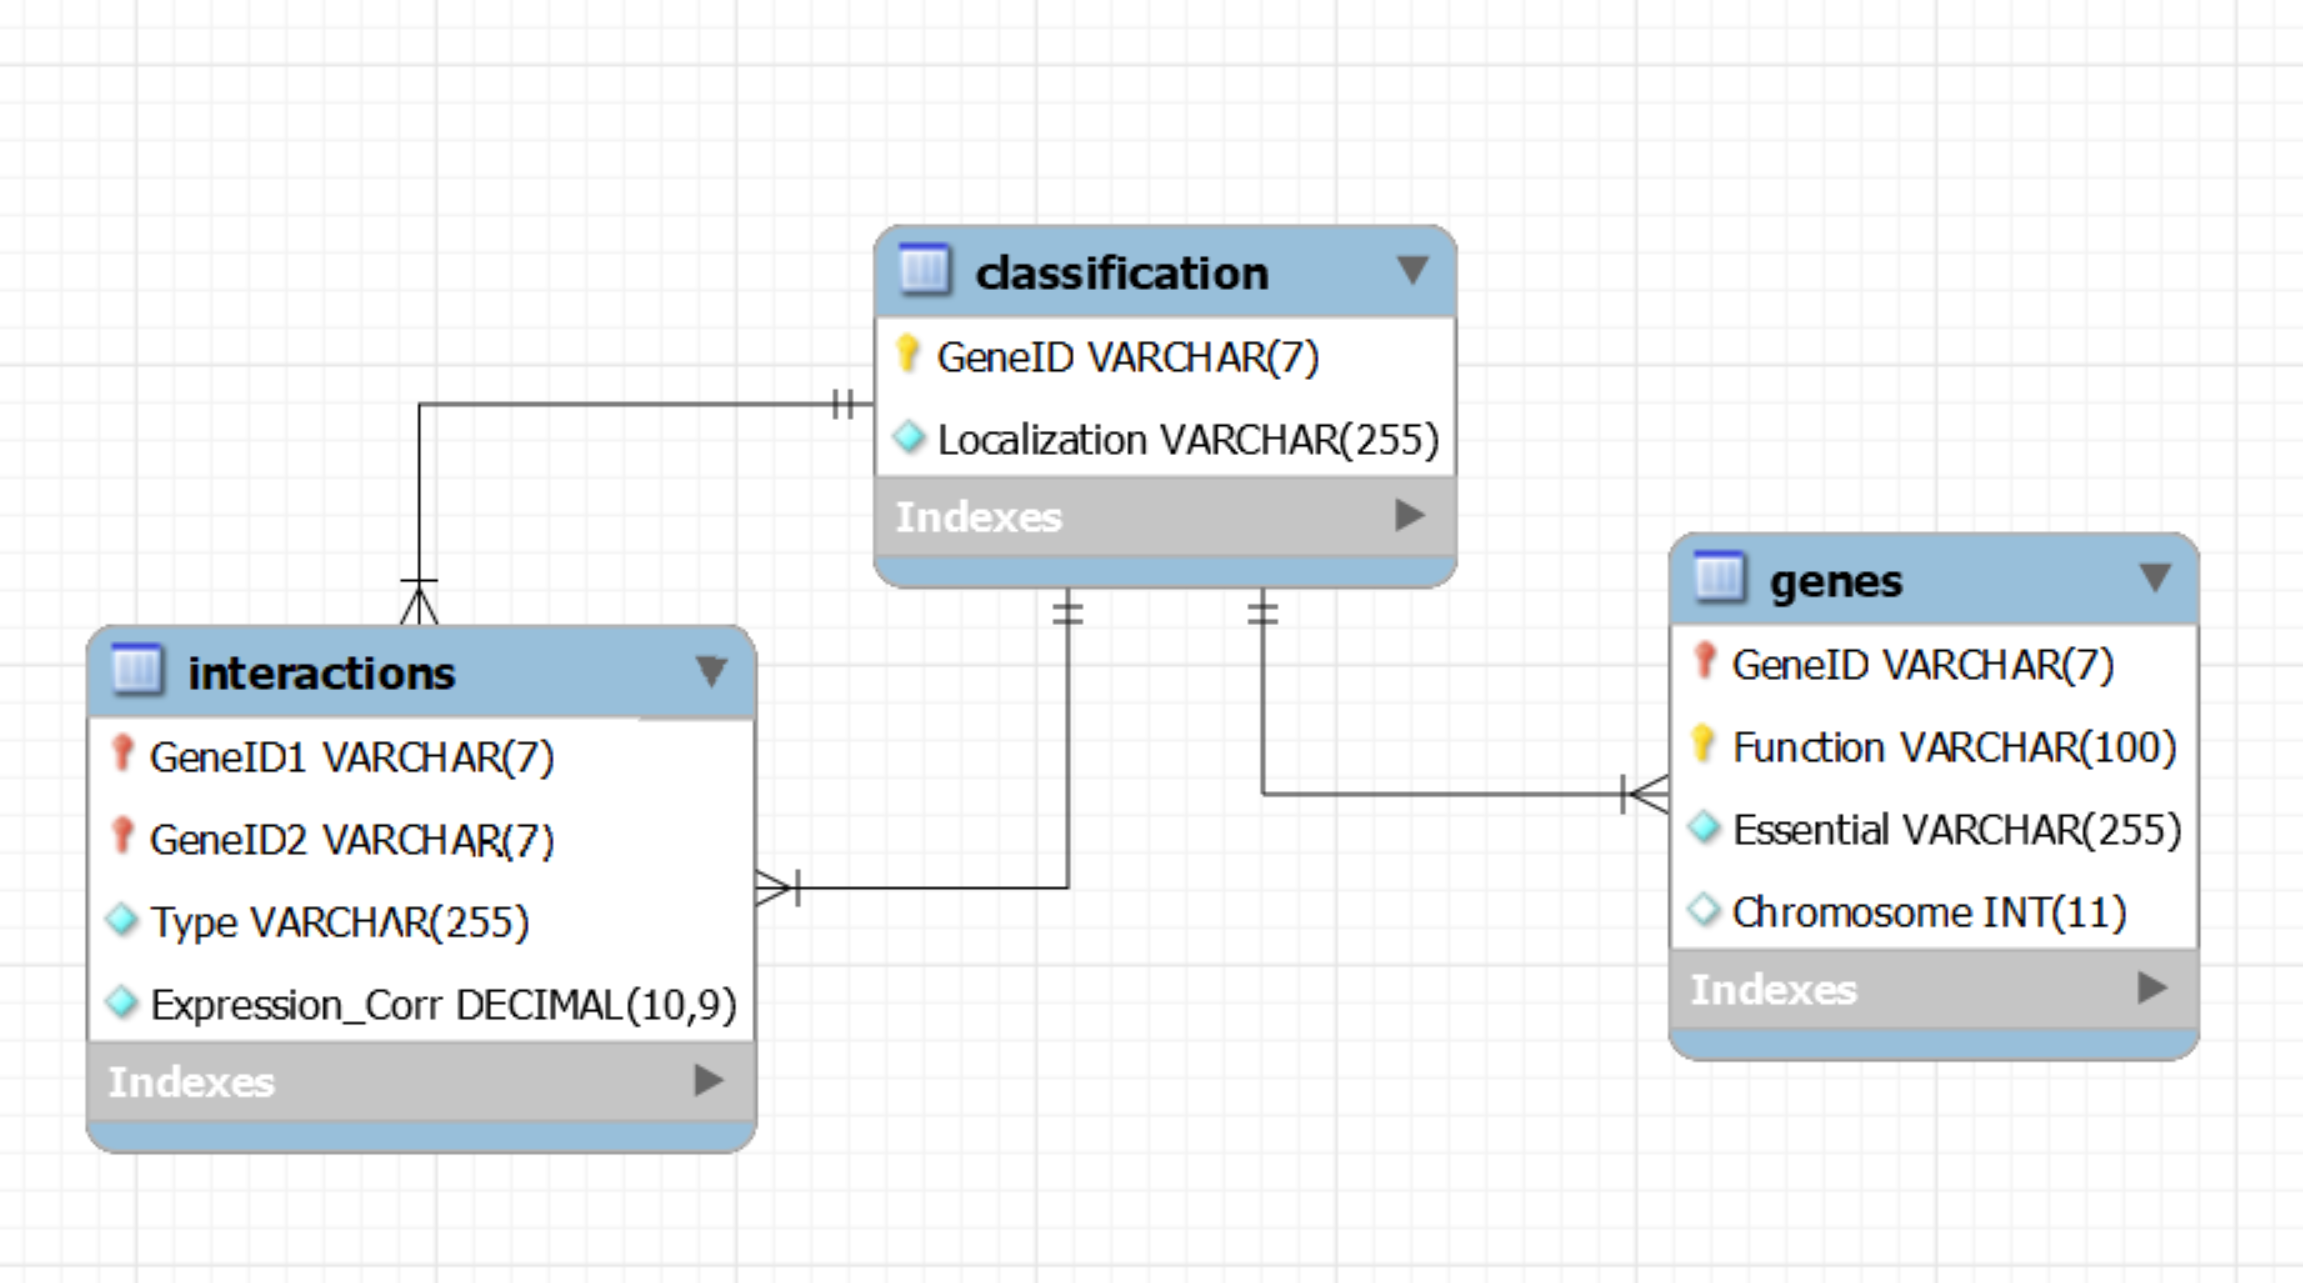 classification
GeneID VARCHAR(7)
Localization VARCHAR(255)
Indexes
interactions
GeneID1 VARCHAR(7)
GeneID2 VARCHAR(7)
Type VARCHAR(255)
Expression_Corr DECIMAL(10,9)
Indexes
genes
GeneID VARCHAR(7)
Function VARCHAR(100)
Essential VARCHAR(255)
Chromosome INT(11)
Indexes